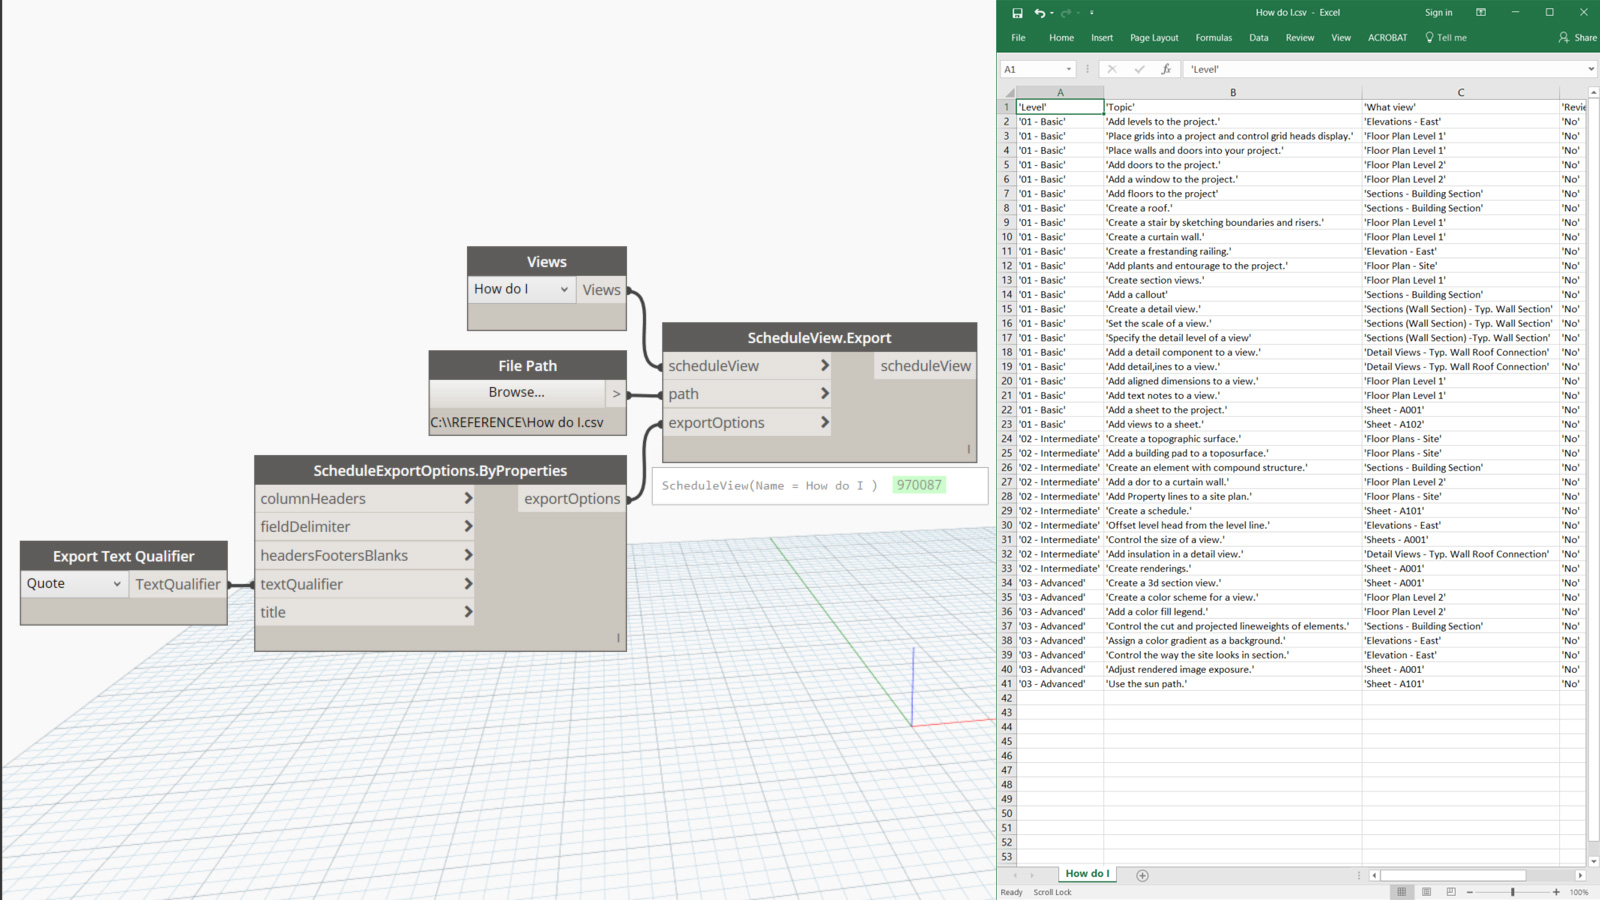 Views
How do I
Views
File Path
Browse...
>
C:\\REFERENCE\How do I.csv
ScheduleView.Export
scheduleView
scheduleView
path
exportOptions
ScheduleView(Name = How do I ) 970087
ScheduleExportOptions.ByProperties
columnHeaders
exportOptions
fieldDelimiter
headersFootersBlanks
textQualifier
title
Export Text Qualifier
Quote
TextQualifier
How do I.csv - Excel
Sign in
File Home Insert Page Layout Formulas Data Review View ACROBAT Tell me Share
A1 fx 'Level'
A B C
1 'Level' 'Topic' 'What view' 'Revie
2 '01 - Basic' 'Add levels to the project.' 'Elevations - East' 'No'
3 '01 - Basic' 'Place grids into a project and control grid heads display.' 'Floor Plan Level 1' 'No'
4 '01 - Basic' 'Place walls and doors into your project.' 'Floor Plan Level 1' 'No'
5 '01 - Basic' 'Add doors to the project.' 'Floor Plan Level 2' 'No'
6 '01 - Basic' 'Add a window to the project.' 'Floor Plan Level 2' 'No'
7 '01 - Basic' 'Add floors to the project' 'Sections - Building Section' 'No'
8 '01 - Basic' 'Create a roof.' 'Sections - Building Section' 'No'
9 '01 - Basic' 'Create a stair by sketching boundaries and risers.' 'Floor Plan Level 1' 'No'
10 '01 - Basic' 'Create a curtain wall.' 'Floor Plan Level 1' 'No'
11 '01 - Basic' 'Create a frestanding railing.' 'Elevation - East' 'No'
12 '01 - Basic' 'Add plants and entourage to the project.' 'Floor Plan - Site' 'No'
13 '01 - Basic' 'Create section views.' 'Floor Plan Level 1' 'No'
14 '01 - Basic' 'Add a callout' 'Sections - Building Section' 'No'
15 '01 - Basic' 'Create a detail view.' 'Sections (Wall Section) - Typ. Wall Section' 'No'
16 '01 - Basic' 'Set the scale of a view.' 'Sections (Wall Section) - Typ. Wall Section' 'No'
17 '01 - Basic' 'Specify the detail level of a view' 'Sections (Wall Section) -Typ. Wall Section' 'No'
18 '01 - Basic' 'Add a detail component to a view.' 'Detail Views - Typ. Wall Roof Connection' 'No'
19 '01 - Basic' 'Add detail,ines to a view.' 'Detail Views - Typ. Wall Roof Connection' 'No'
20 '01 - Basic' 'Add aligned dimensions to a view.' 'Floor Plan Level 1' 'No'
21 '01 - Basic' 'Add text notes to a view.' 'Floor Plan Level 1' 'No'
22 '01 - Basic' 'Add a sheet to the project.' 'Sheet - A001' 'No'
23 '01 - Basic' 'Add views to a sheet.' 'Sheet - A102' 'No'
24 '02 - Intermediate' 'Create a topographic surface.' 'Floor Plans - Site' 'No'
25 '02 - Intermediate' 'Add a building pad to a toposurface.' 'Floor Plans - Site' 'No'
26 '02 - Intermediate' 'Create an element with compound structure.' 'Sections - Building Section' 'No'
27 '02 - Intermediate' 'Add a dor to a curtain wall.' 'Floor Plan Level 2' 'No'
28 '02 - Intermediate' 'Add Property lines to a site plan.' 'Floor Plans - Site' 'No'
29 '02 - Intermediate' 'Create a schedule.' 'Sheet - A101' 'No'
30 '02 - Intermediate' 'Offset level head from the level line.' 'Elevations - East' 'No'
31 '02 - Intermediate' 'Control the size of a view.' 'Sheets - A001' 'No'
32 '02 - Intermediate' 'Add insulation in a detail view.' 'Detail Views - Typ. Wall Roof Connection' 'No'
33 '02 - Intermediate' 'Create renderings.' 'Sheet - A001' 'No'
34 '03 - Advanced' 'Create a 3d section view.' 'Sheet - A001' 'No'
35 '03 - Advanced' 'Create a color scheme for a view.' 'Floor Plan Level 2' 'No'
36 '03 - Advanced' 'Add a color fill legend.' 'Floor Plan Level 2' 'No'
37 '03 - Advanced' 'Control the cut and projected lineweights of elements.' 'Sections - Building Section' 'No'
38 '03 - Advanced' 'Assign a color gradient as a background.' 'Elevations - East' 'No'
39 '03 - Advanced' 'Control the way the site looks in section.' 'Elevation - East' 'No'
40 '03 - Advanced' 'Adjust rendered image exposure.' 'Sheet - A001' 'No'
41 '03 - Advanced' 'Use the sun path.' 'Sheet - A101' 'No'
42
43
44
45
46
47
48
49
50
51
52
53
How do I
Ready Scroll Lock 100%